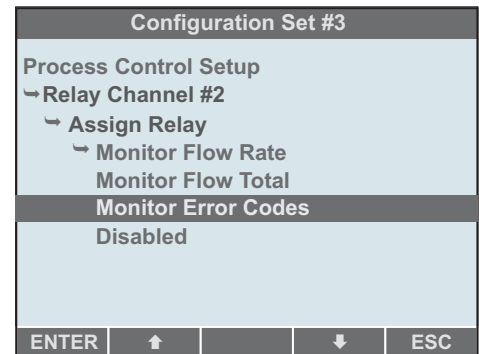 Configuration Set #3
Process Control Setup
➥Relay Channel #2
➥ Assign Relay
➥ Monitor Flow Rate
Monitor Flow Total
Monitor Error Codes
Disabled
ENTER ⬆ ⬇ ESC